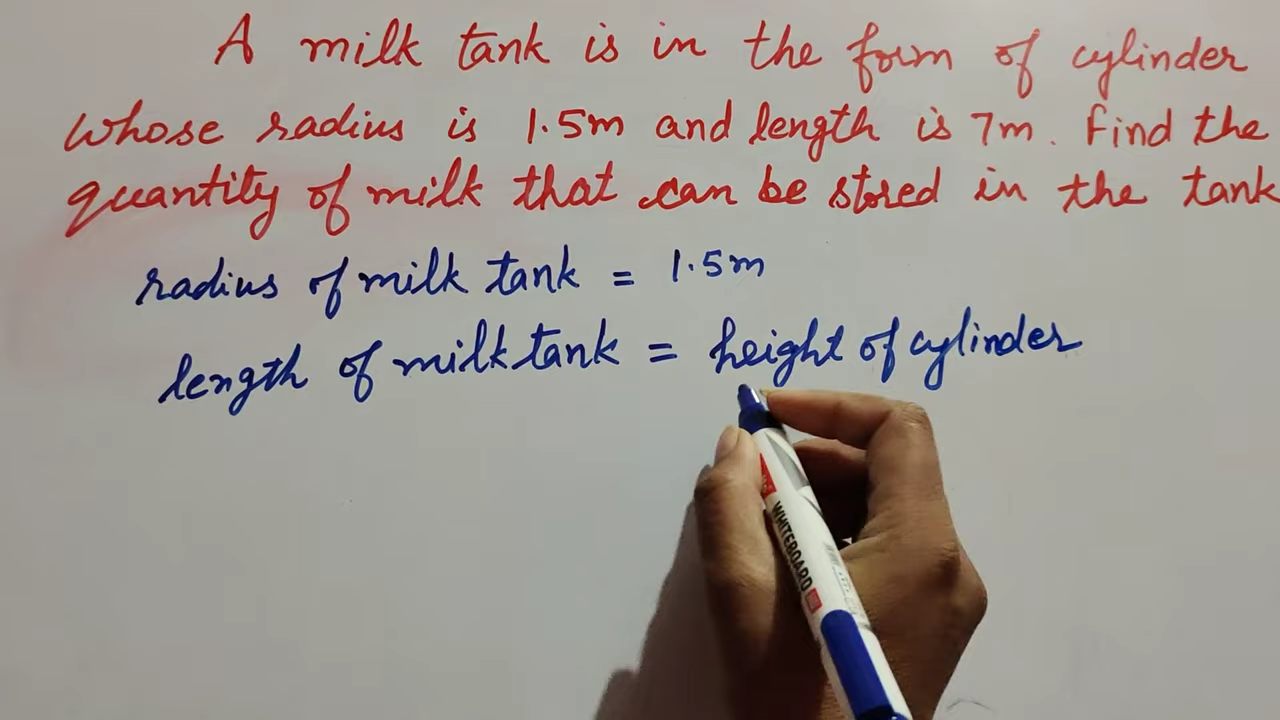 A milk tank is in the form of cylinder
whose radius is 1.5m and length is 7m. Find the
quantity of milk that can be stored in the tank
radius of milk tank = 1.5m
length of milk tank = height of cylinder
WHITEBOARD